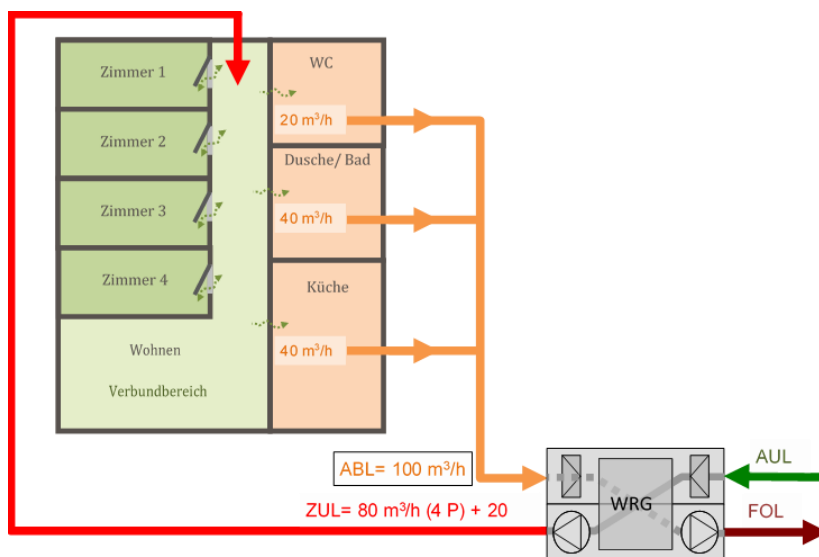 Zimmer 1
WC
20 m³/h
Zimmer 2
Dusche/ Bad
Zimmer 3
40 m³/h
Zimmer 4
Küche
Wohnen
40 m³/h
Verbundbereich
ABL= 100 m³/h
AUL
WRG
ZUL= 80 m³/h (4 P) + 20
FOL